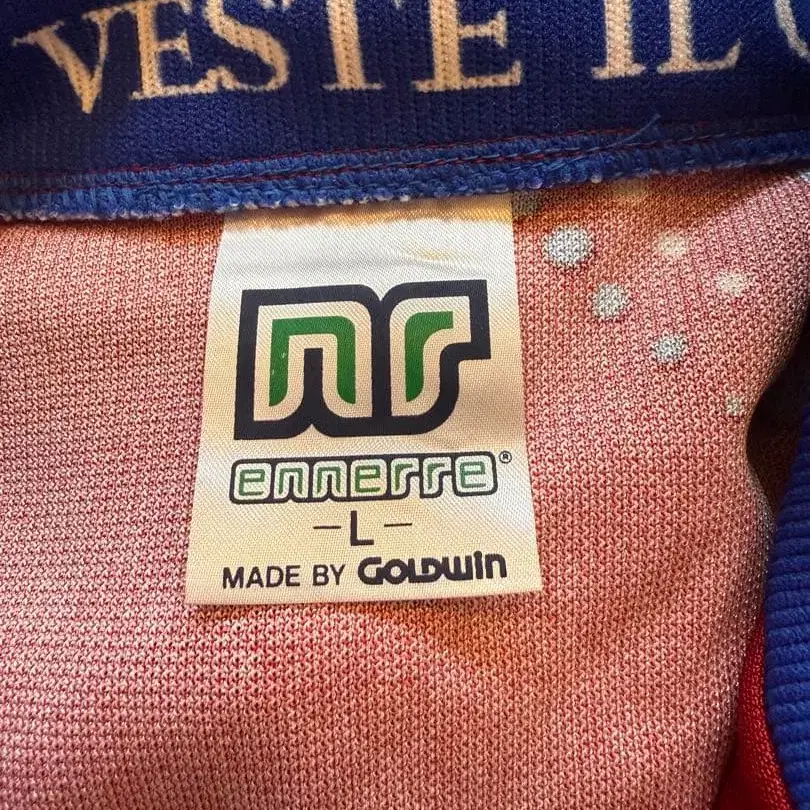 VESTE IL
nr
ennerre®
-L-
MADE BY GOLDWIN